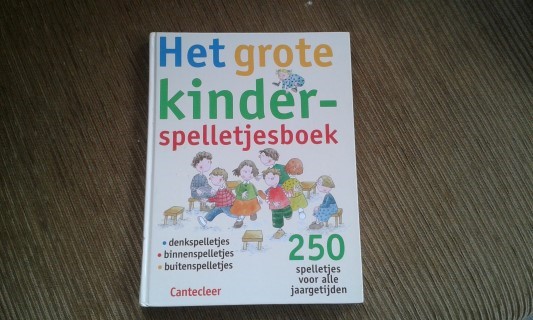 Het grote
kinder-
spelletjesboek
• denkspelletjes
• binnenspelletjes
• buitenspelletjes
250
spelletjes
voor alle
jaargetijden
Cantecleer